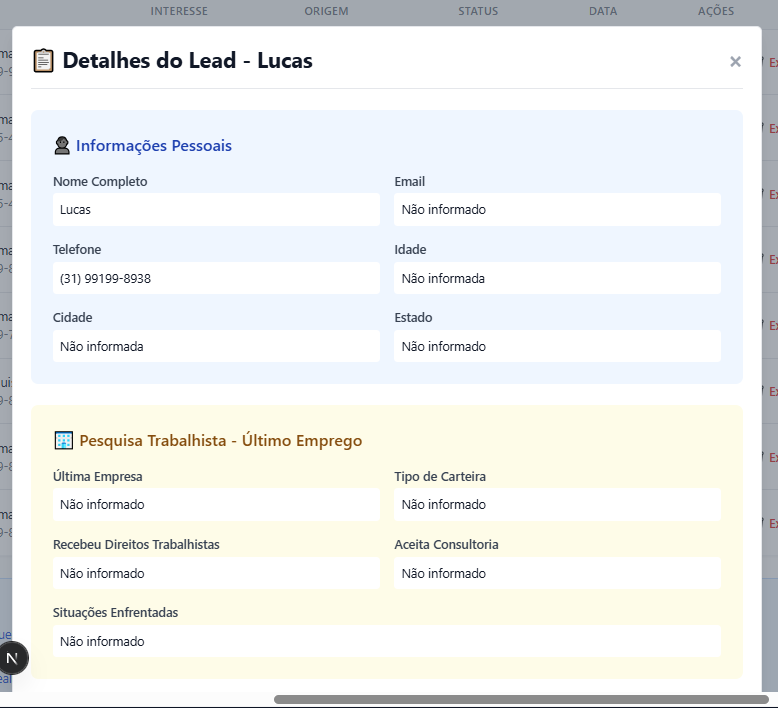 INTERESSE ORIGEM STATUS DATA AÇÕES
Detalhes do Lead - Lucas ×
Informações Pessoais
Nome Completo Email
Lucas Não informado
Telefone Idade
(31) 99199-8938 Não informada
Cidade Estado
Não informada Não informado
Pesquisa Trabalhista - Último Emprego
Última Empresa Tipo de Carteira
Não informado Não informado
Recebeu Direitos Trabalhistas Aceita Consultoria
Não informado Não informado
Situações Enfrentadas
Não informado
N